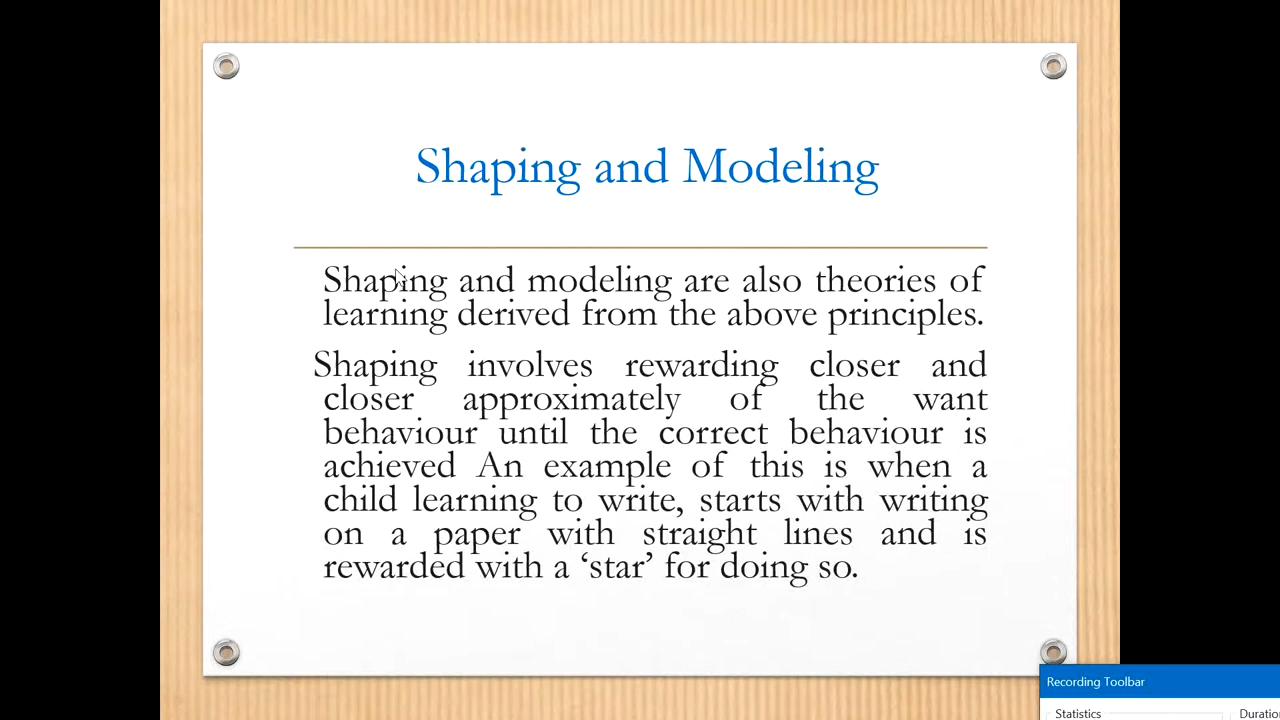 Shaping and Modeling
Shaping and modeling are also theories of
learning derived from the above principles.
Shaping involves rewarding closer and
closer approximately of the want
behaviour until the correct behaviour is
achieved An example of this is when a
child learning to write, starts with writing
on a paper with straight lines and is
rewarded with a ‘star’ for doing so.
Recording Toolbar
Statistics
Duratio